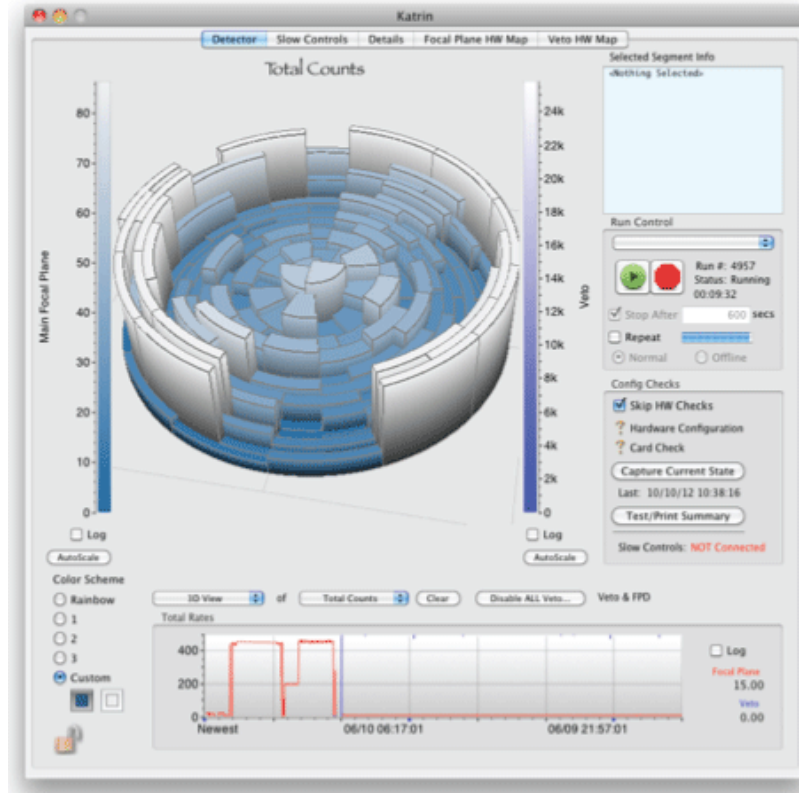 Katrin
Detector Slow Controls Details Focal Plane HW Map Veto HW Map
Total Counts
Selected Segment Info
<Nothing Selected>
80
70
60
50
40
30
20
10
0
Main Focal Plane
24k
22k
20k
18k
16k
14k
12k
10k
8k
6k
4k
2k
0
Veto
Log
AutoScale
Log
AutoScale
Run Control
Run #: 4957
Status: Running
00:09:32
Stop After 600 secs
Repeat
Normal Offline
Config Checks
Skip HW Checks
? Hardware Configuration
? Card Check
Capture Current State
Last: 10/10/12 10:38:16
Test/Print Summary
Slow Controls: NOT Connected
Color Scheme
Rainbow
1
2
3
Custom
3D View of Total Counts Clear Disable ALL Veto... Veto & FPD
Total Rates
400
200
0
Newest 06/10 06:17:01 06/09 21:57:01
Log
Focal Plane
15.00
Veto
0.00